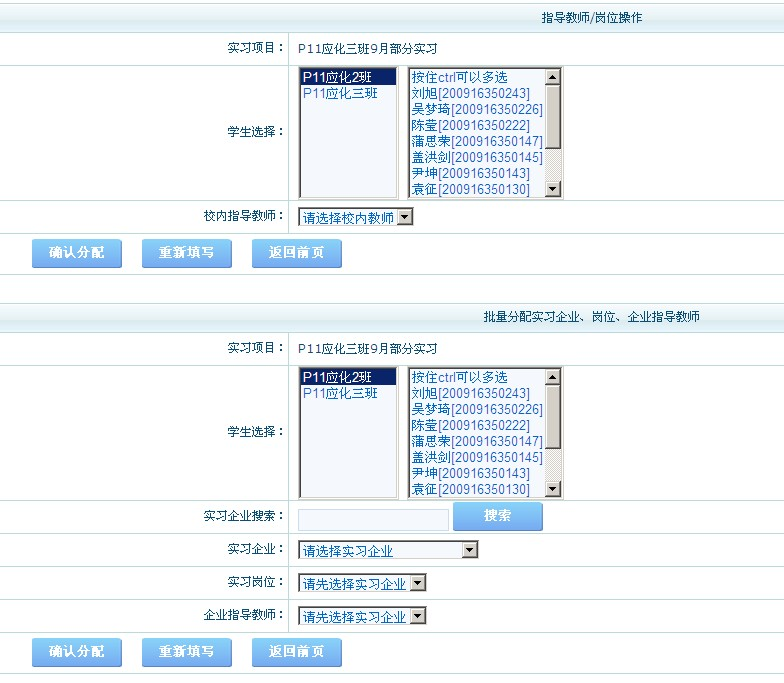 指导教师/岗位操作
实习项目： P11应化三班9月部分实习
学生选择：
P11应化2班
P11应化三班
按住ctrl可以多选
刘旭[200916350243]
吴梦琦[200916350226]
陈莹[200916350222]
蒲思荣[200916350147]
盖洪剑[200916350145]
尹坤[200916350143]
袁征[200916350130]
校内指导教师： 请选择校内教师
确认分配 重新填写 返回前页
批量分配实习企业、岗位、企业指导教师
实习项目： P11应化三班9月部分实习
学生选择：
P11应化2班
P11应化三班
按住ctrl可以多选
刘旭[200916350243]
吴梦琦[200916350226]
陈莹[200916350222]
蒲思荣[200916350147]
盖洪剑[200916350145]
尹坤[200916350143]
袁征[200916350130]
实习企业搜索： 搜索
实习企业： 请选择实习企业
实习岗位： 请先选择实习企业
企业指导教师： 请先选择实习企业
确认分配 重新填写 返回前页